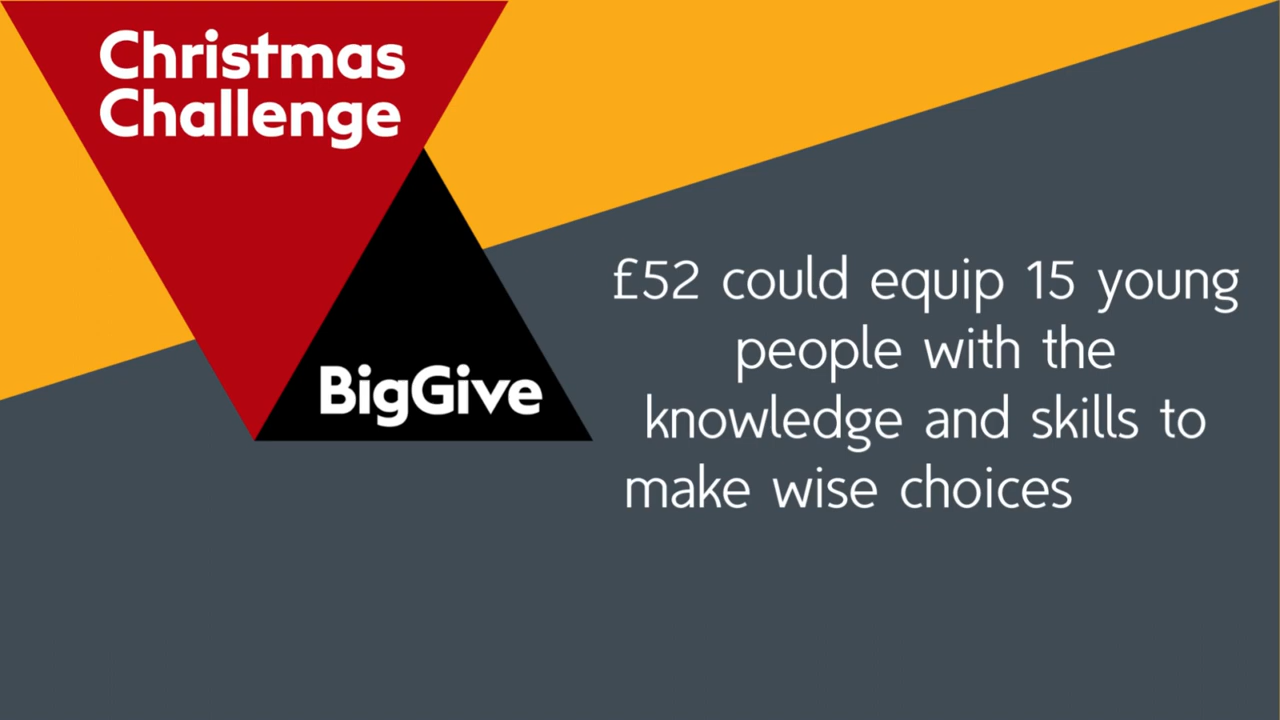 Christmas
Challenge
BigGive
£52 could equip 15 young
people with the
knowledge and skills to
make wise choices